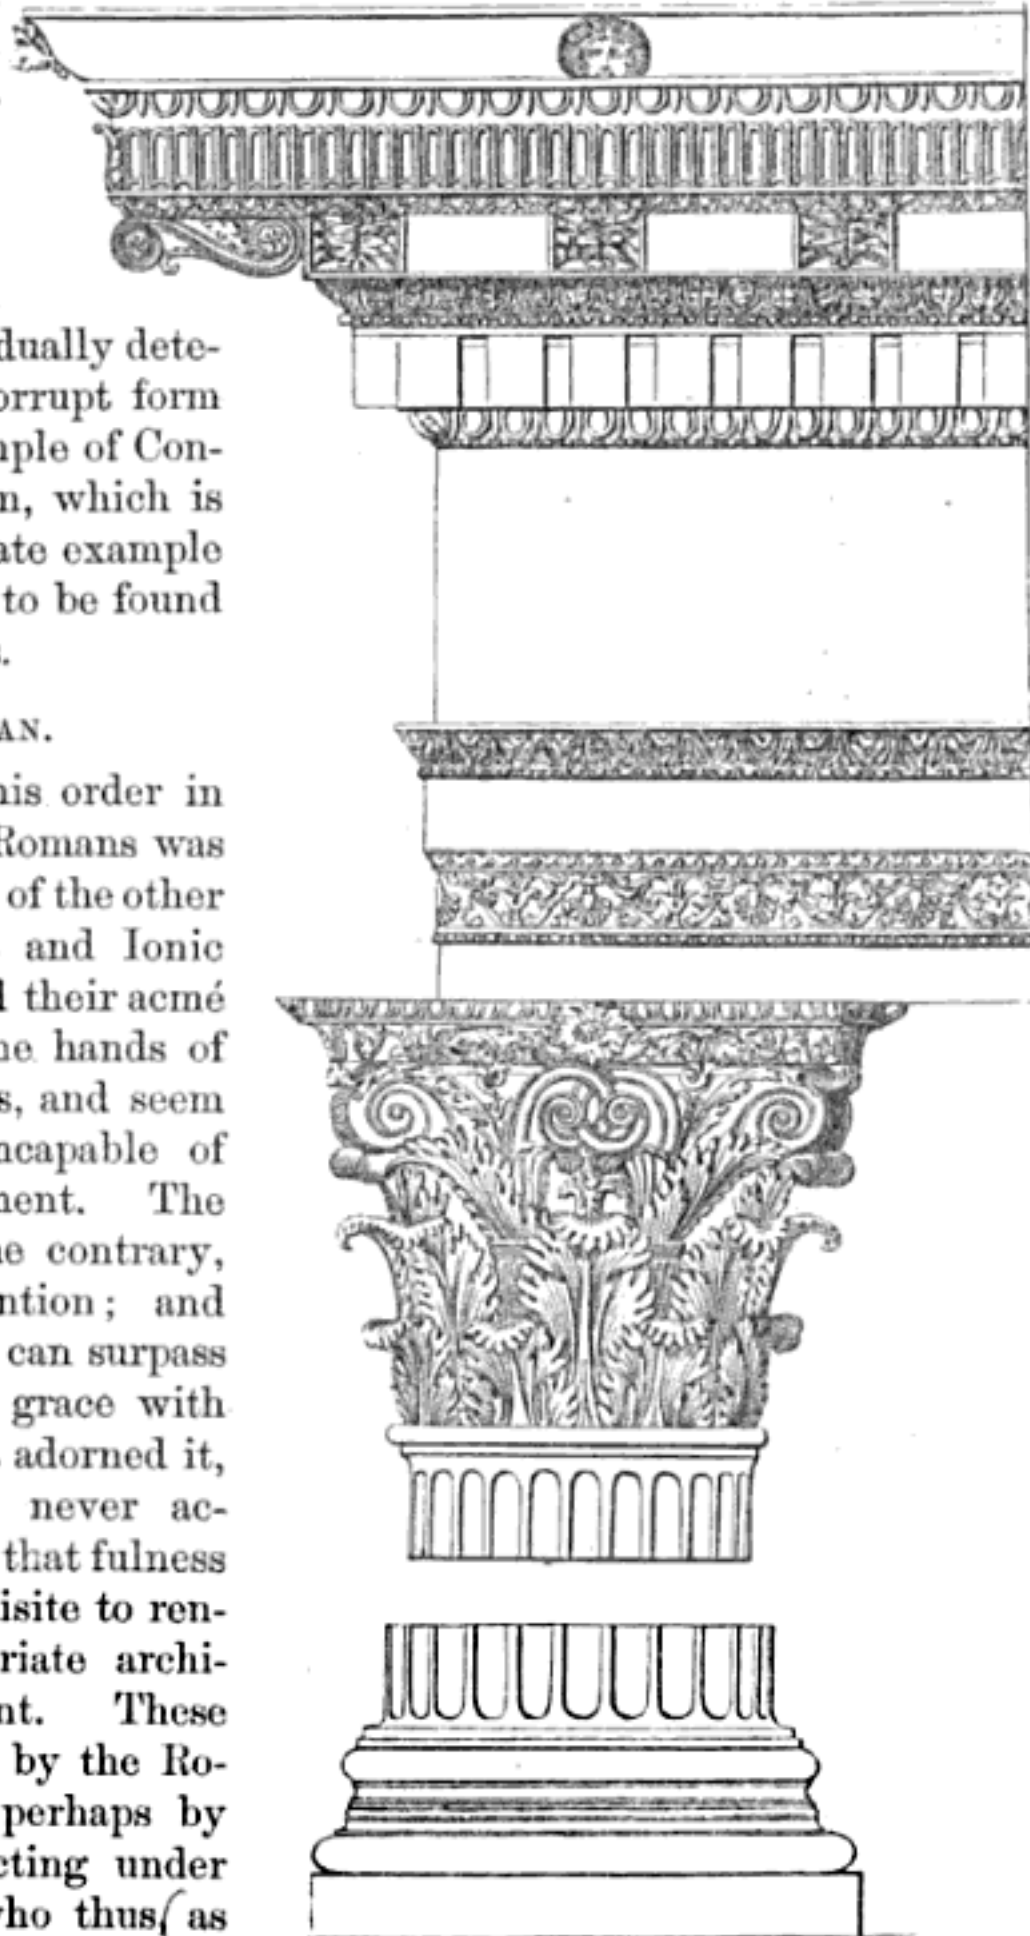 dually dete-
orrupt form
nple of Con-
n, which is
ate example
to be found
.
AN.
his order in
Romans was
of the other
and Ionic
l their acmé
ne hands of
s, and seem
ncapable of
nent. The
ne contrary,
ntion; and
can surpass
grace with
adorned it,
never ac-
that fulness
isite to ren-
riate archi-
nt. These
by the Ro-
perhaps by
cting under
who thus as